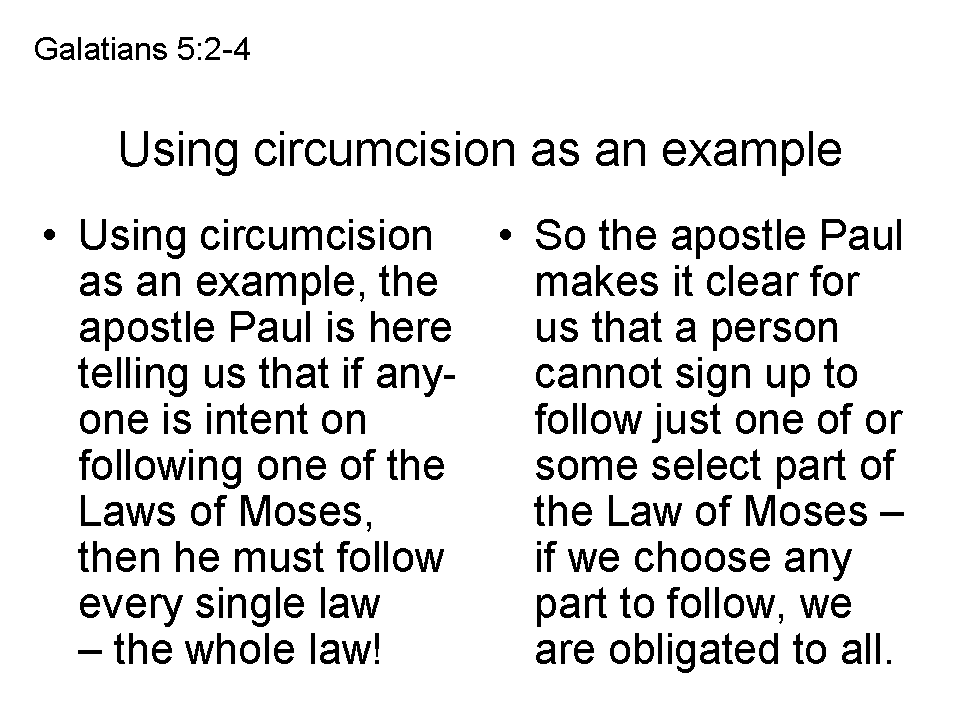 Galatians 5:2-4
Using circumcision as an example
• Using circumcision
as an example, the
apostle Paul is here
telling us that if any-
one is intent on
following one of the
Laws of Moses,
then he must follow
every single law
– the whole law!
• So the apostle Paul
makes it clear for
us that a person
cannot sign up to
follow just one of or
some select part of
the Law of Moses –
if we choose any
part to follow, we
are obligated to all.